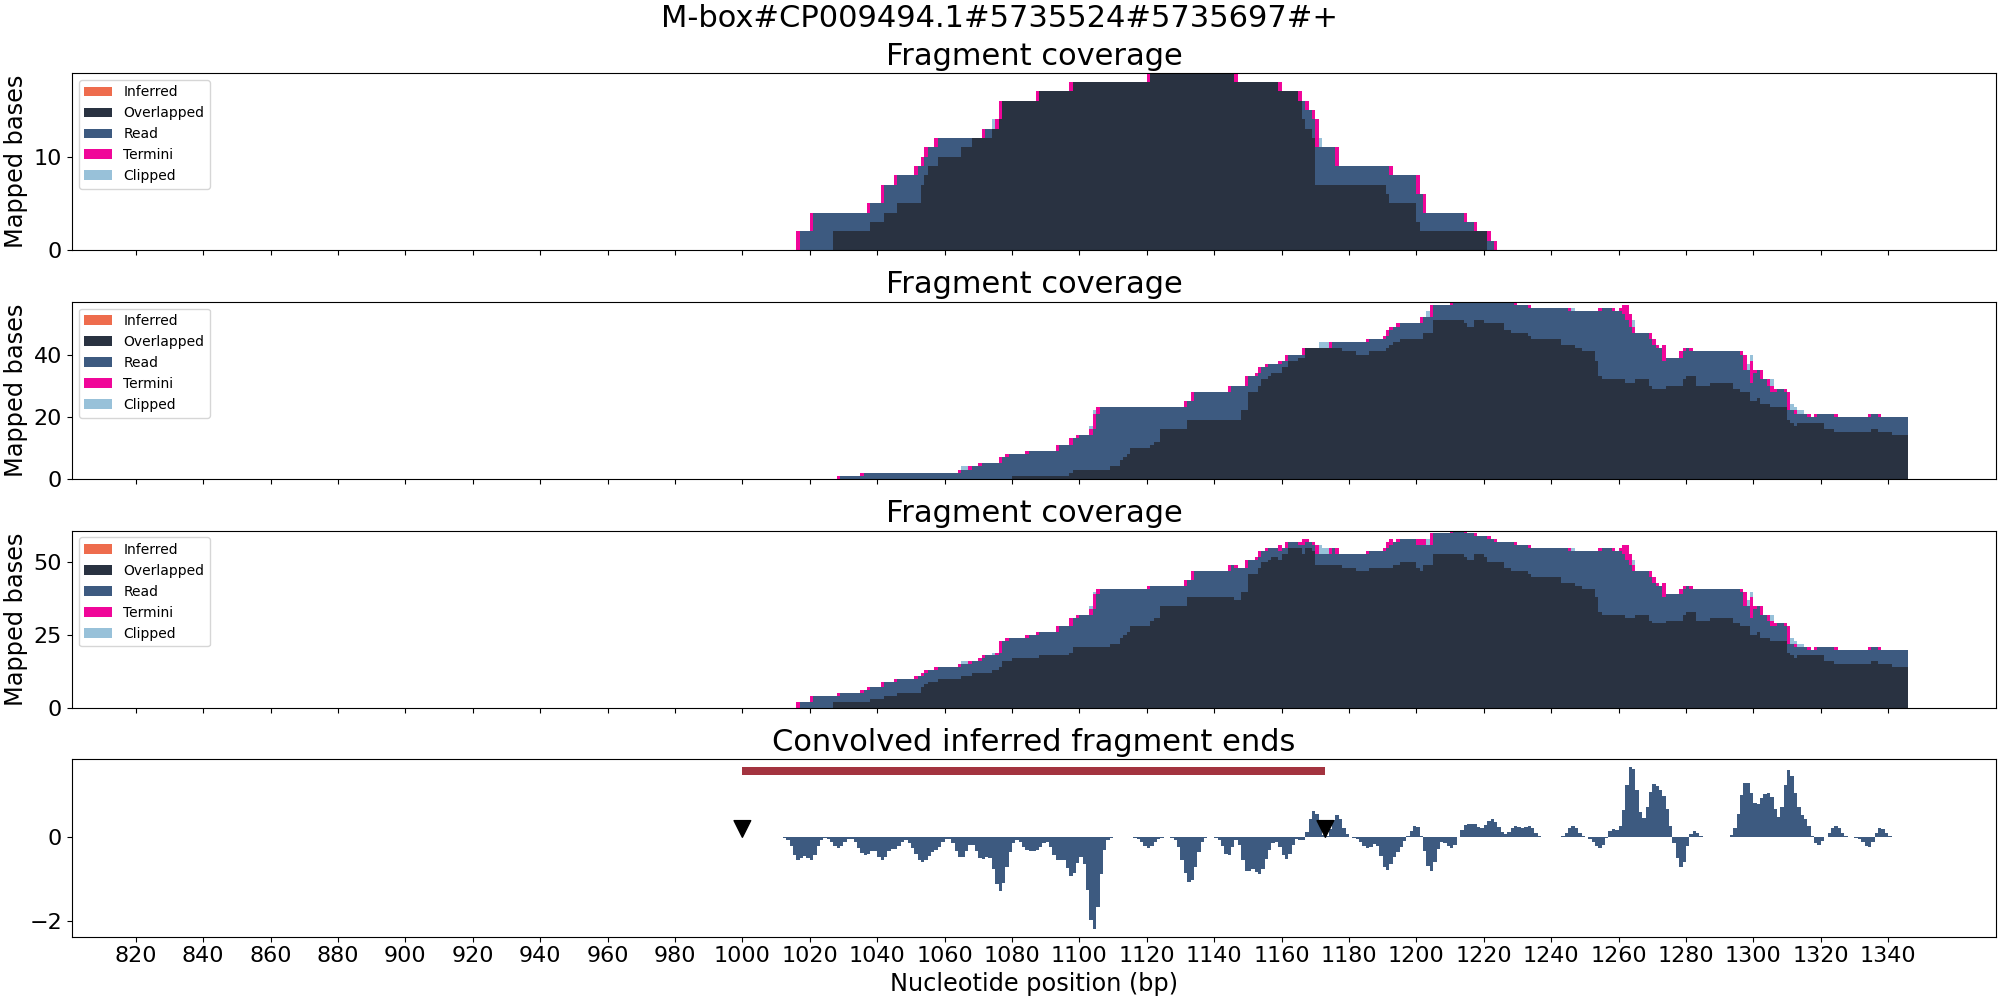 M-box#CP009494.1#5735524#5735697#+
Fragment coverage
Mapped bases
10
0
Inferred
Overlapped
Read
Termini
Clipped
Fragment coverage
Mapped bases
40
20
0
Inferred
Overlapped
Read
Termini
Clipped
Fragment coverage
Mapped bases
50
25
0
Inferred
Overlapped
Read
Termini
Clipped
Convolved inferred fragment ends
0
−2
820 840 860 880 900 920 940 960 980 1000 1020 1040 1060 1080 1100 1120 1140 1160 1180 1200 1220 1240 1260 1280 1300 1320 1340
Nucleotide position (bp)